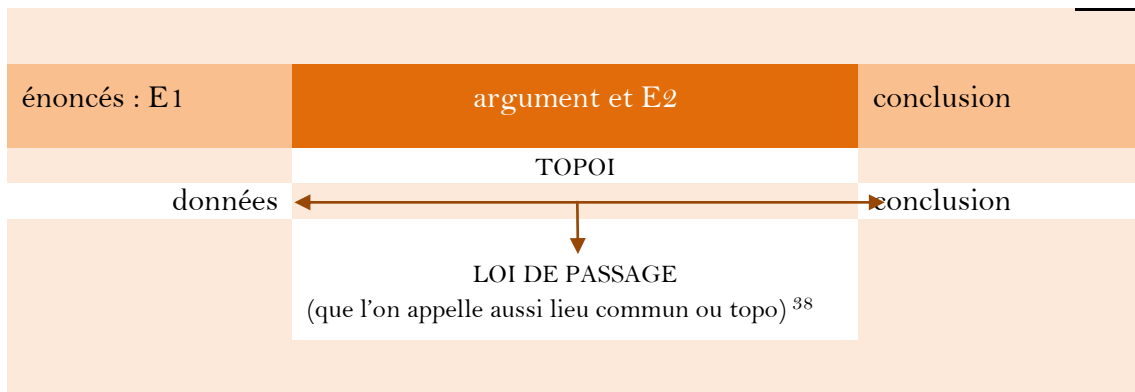 énoncés : E1 argument et E2 conclusion
TOPOI
données conclusion
LOI DE PASSAGE
(que l'on appelle aussi lieu commun ou topo) 38